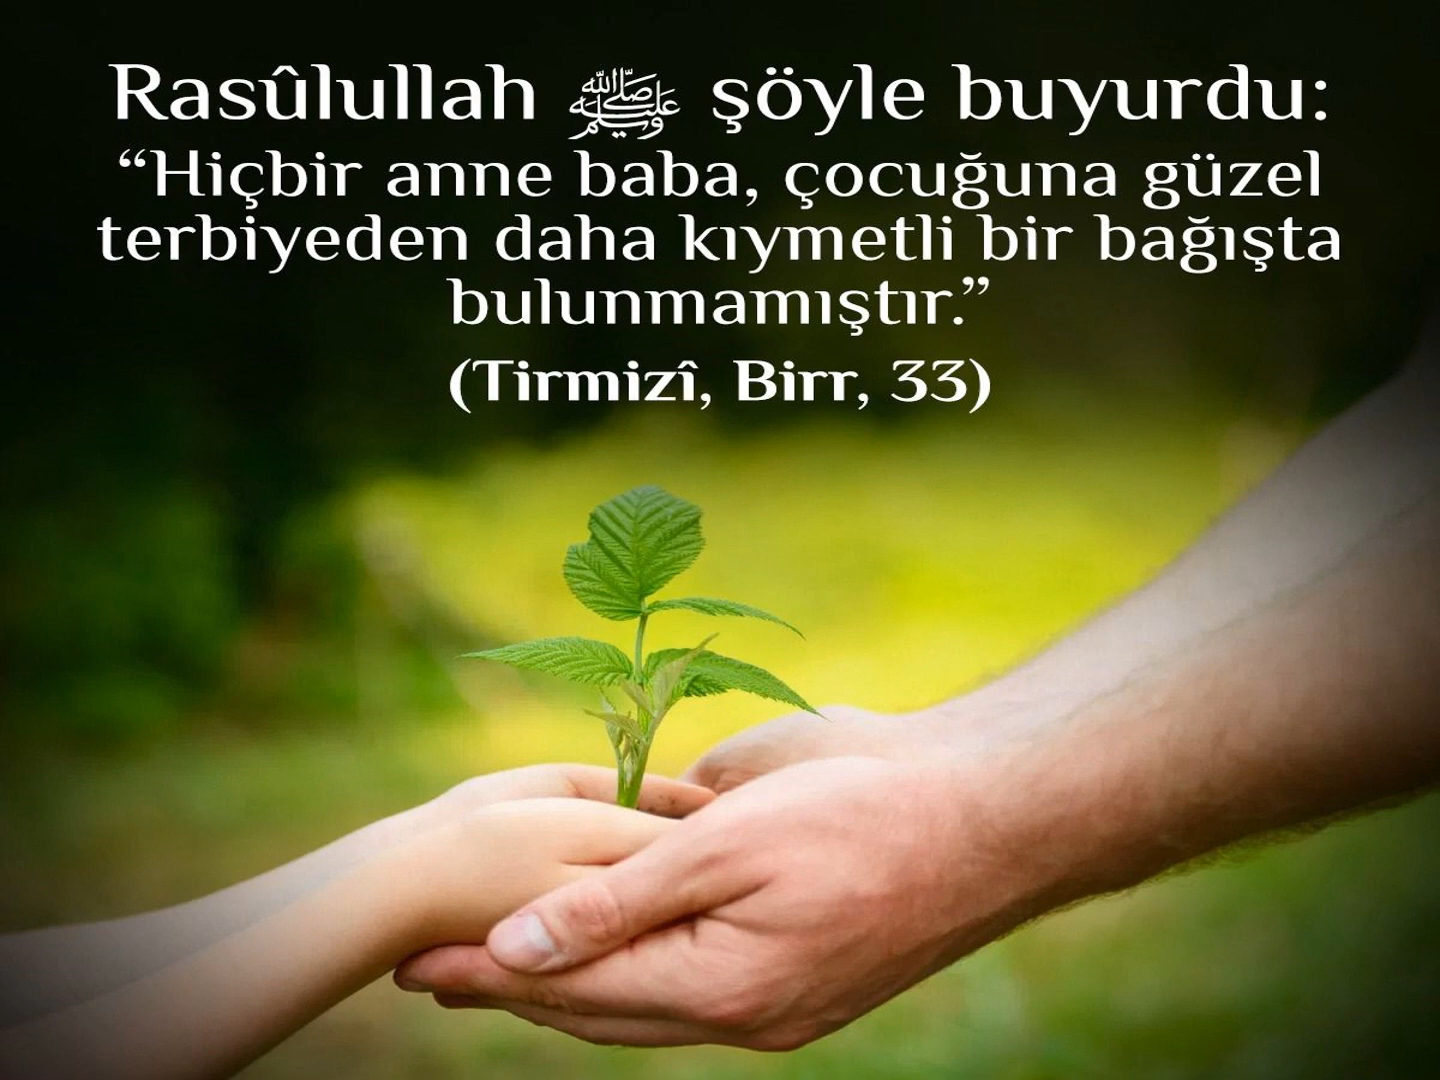 Rasûlullah ﷺ şöyle buyurdu:
“Hiçbir anne baba, çocuğuna güzel
terbiyeden daha kıymetli bir bağışta
bulunmamıştır.”
(Tirmizî, Birr, 33)